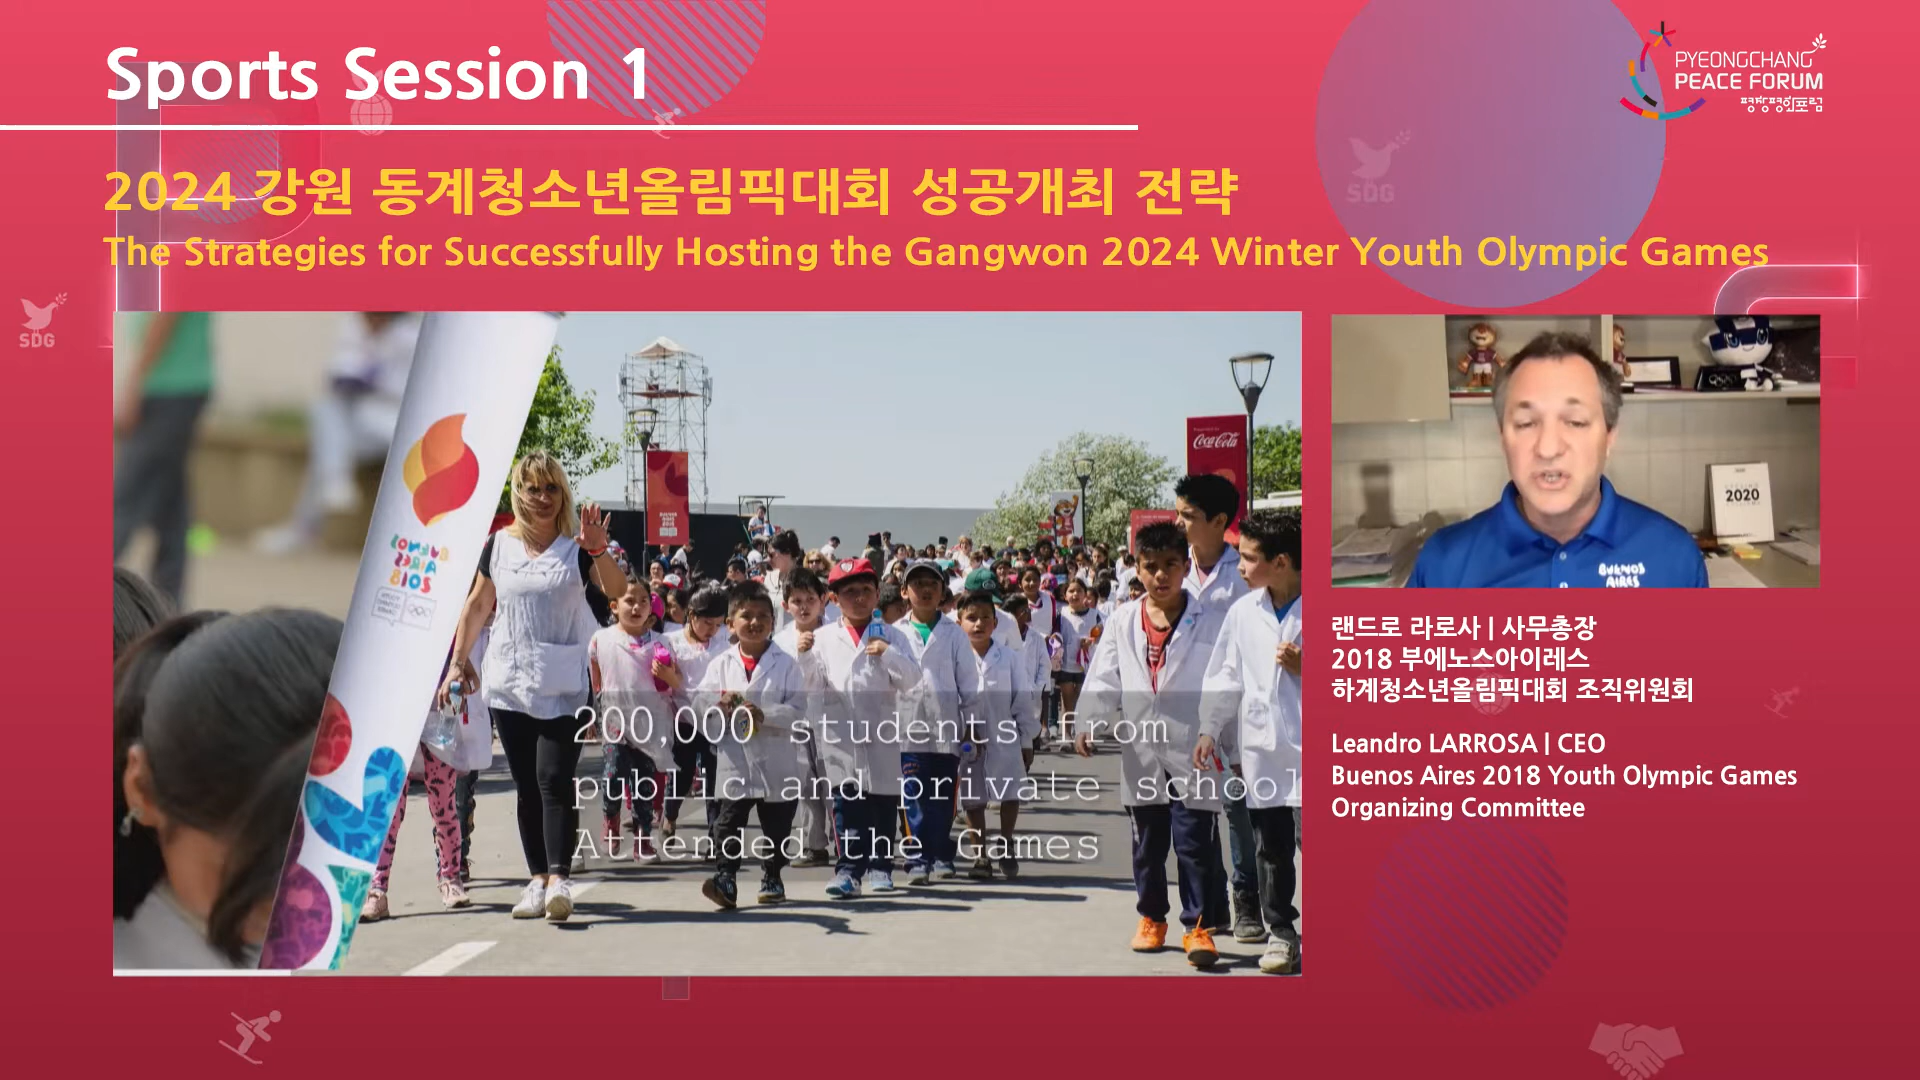 Sports Session 1
PYEONGCHANG
PEACE FORUM
평창평화포럼
2024 강원 동계청소년올림픽대회 성공개최 전략
The Strategies for Successfully Hosting the Gangwon 2024 Winter Youth Olympic Games
SDG
SDG
Coca-Cola
BUENOS
AIRES
2018
200,000 students from
public and private school
Attended the Games
2020
BUENOS
AIRES
랜드로 라로사 | 사무총장
2018 부에노스아이레스
하계청소년올림픽대회 조직위원회
Leandro LARROSA | CEO
Buenos Aires 2018 Youth Olympic Games
Organizing Committee